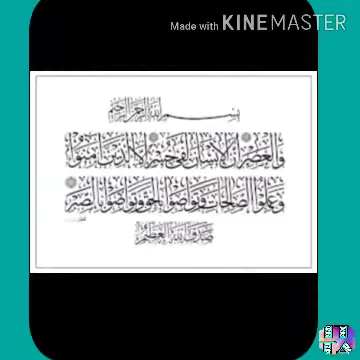 Made with KINEMASTER
بسم الله الرحمن الرحيم
والعصر إن الإنسان لفي خسر إلا الذين آمنوا
وعملوا الصالحات وتواصوا بالحق وتواصوا بالصبر
صدق الله العظيم